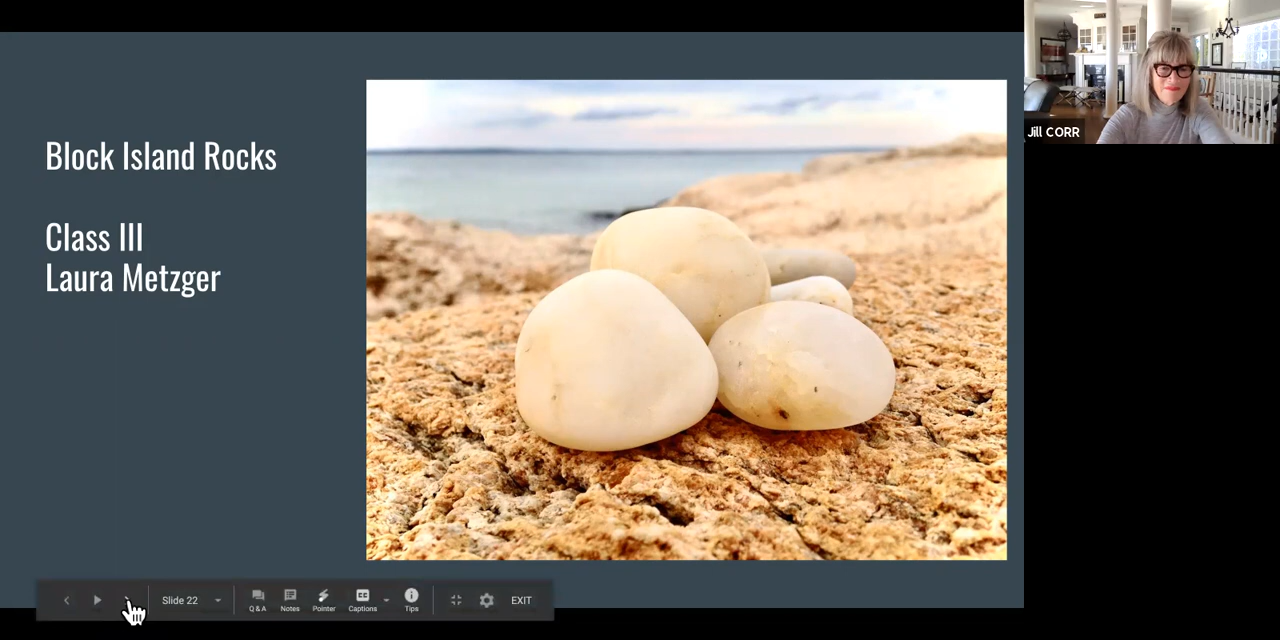 Block Island Rocks
Class III
Laura Metzger
Jill CORR
Slide 22
Q & A
Notes
Pointer
Captions
Tips
EXIT